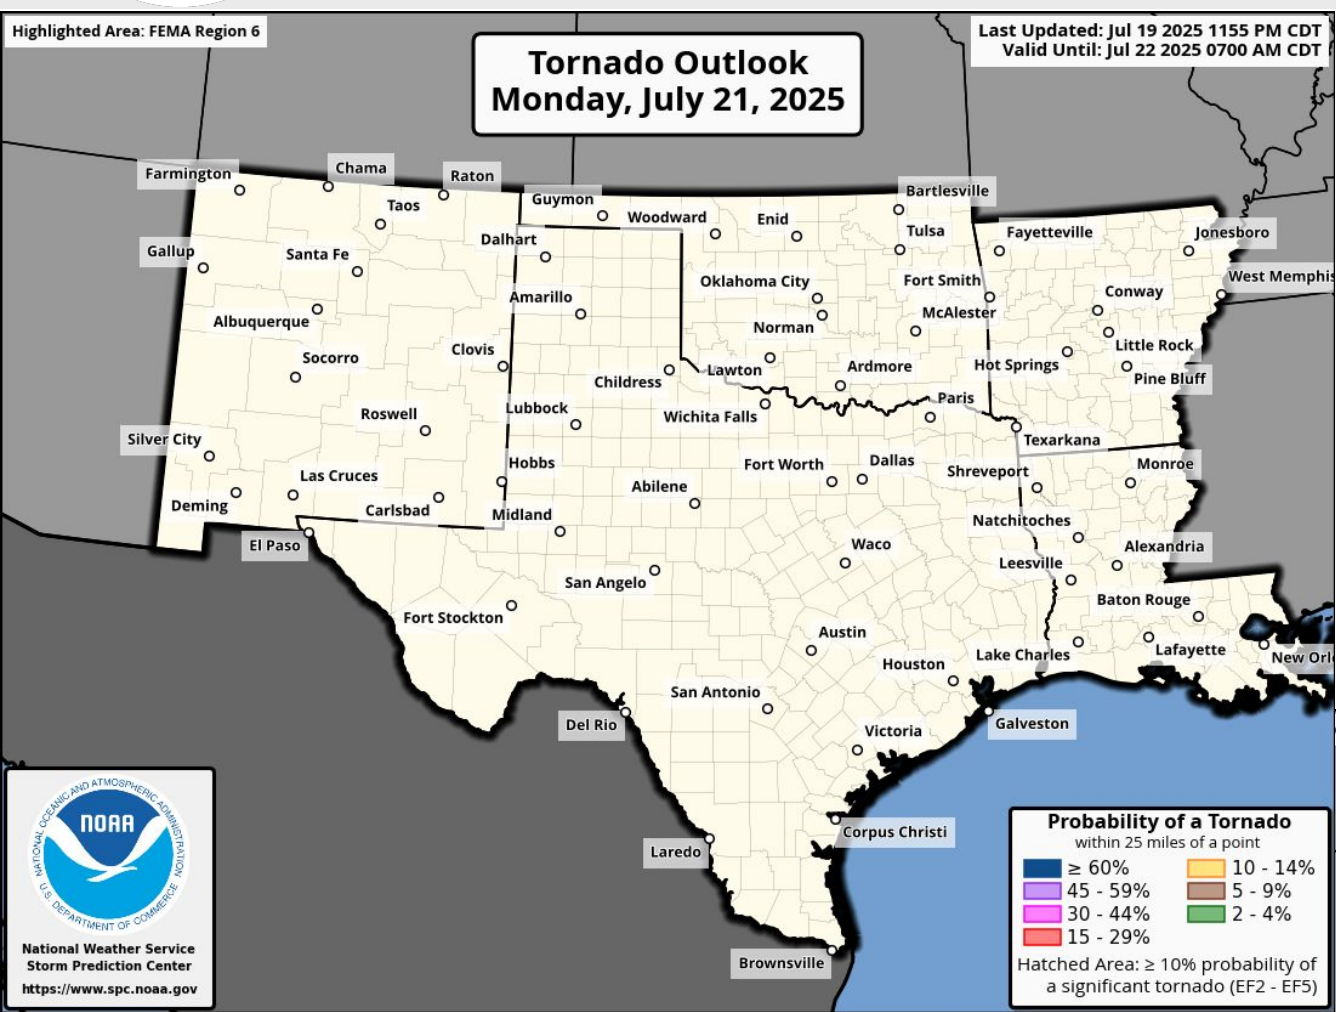 Highlighted Area: FEMA Region 6
Last Updated: Jul 19 2025 1155 PM CDT
Valid Until: Jul 22 2025 0700 AM CDT
Tornado Outlook
Monday, July 21, 2025
Farmington
Chama
Raton
Taos
Guymon
Woodward
Enid
Bartlesville
Tulsa
Fayetteville
Jonesboro
Gallup
Santa Fe
Dalhart
West Memphis
Oklahoma City
Fort Smith
Conway
Amarillo
Albuquerque
Norman
McAlester
Little Rock
Socorro
Clovis
Childress
Lawton
Ardmore
Hot Springs
Pine Bluff
Roswell
Lubbock
Wichita Falls
Paris
Silver City
Texarkana
Las Cruces
Hobbs
Abilene
Fort Worth
Dallas
Shreveport
Monroe
Deming
Carlsbad
Midland
Natchitoches
El Paso
San Angelo
Waco
Leesville
Alexandria
Fort Stockton
Baton Rouge
Austin
Houston
Lake Charles
Lafayette
New Orl
San Antonio
Del Rio
Victoria
Galveston
Corpus Christi
Laredo
Brownsville
NATIONAL OCEANIC AND ATMOSPHERIC ADMINISTRATION
NOAA
U.S. DEPARTMENT OF COMMERCE
National Weather Service
Storm Prediction Center
https://www.spc.noaa.gov
Probability of a Tornado
within 25 miles of a point
≥ 60%
10 - 14%
45 - 59%
5 - 9%
30 - 44%
2 - 4%
15 - 29%
Hatched Area: ≥ 10% probability of
a significant tornado (EF2 - EF5)